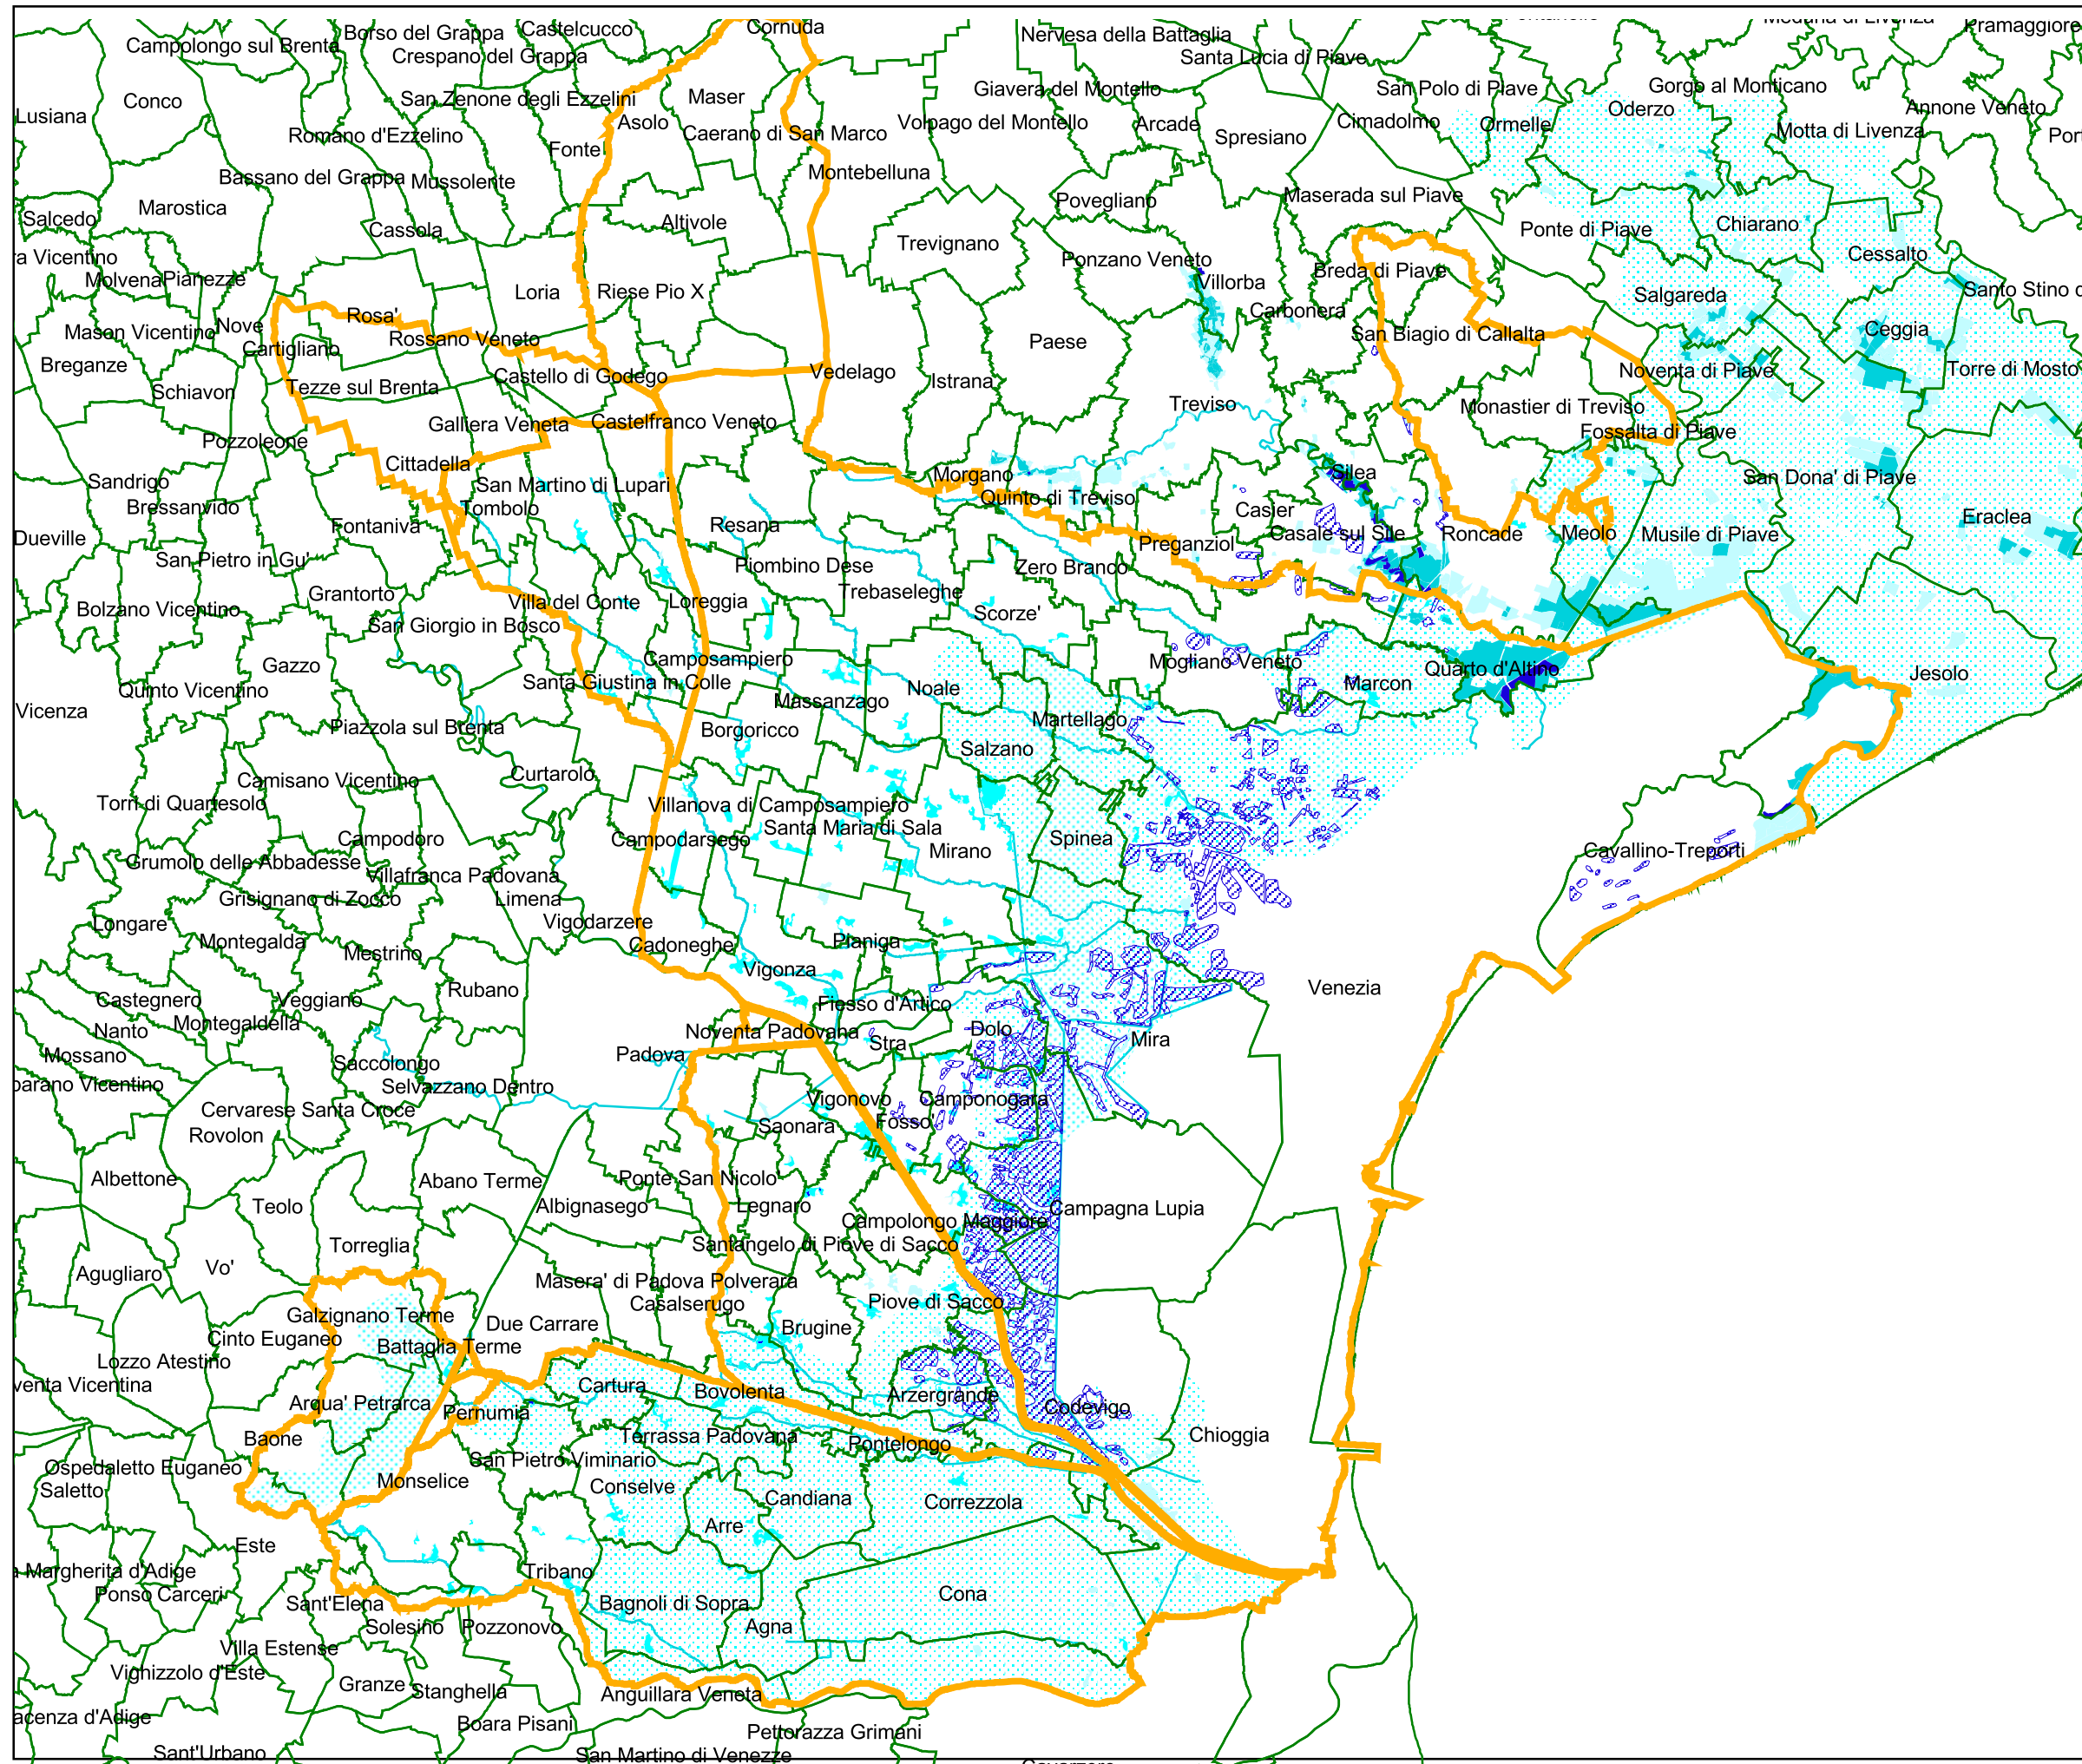 Cornuda
Castelcucco
Borso del Grappa
Nervesa della Battaglia
Campolongo sul Brenta
Crespano del Grappa
Santa Lucia di Piave
Pramaggiore
Gorgo al Monticano
San Polo di Piave
Giavera del Montello
Maser
San Zenone degli Ezzelini
Conco
Oderzo
Annone Veneto
Lusiana
Asolo
Volpago del Montello
Arcade
Cimadolmo
Ormelle
Motta di Livenza
Romano d'Ezzelino
Caerano di San Marco
Spresiano
Port
Fonte
Montebelluna
Bassano del Grappa
Mussolente
Maserada sul Piave
Povegliano
Marostica
Salcedo
Altivole
Chiarano
Cassola
Ponte di Piave
Trevignano
Cessalto
ra Vicentino
Ponzano Veneto
Breda di Piave
Molvena
Pianezze
Villorba
Loria
Riese Pio X
Salgareda
Santo Stino d
Carbonera
Rosa'
Nove
Mason Vicentino
Ceggia
San Biagio di Callalta
Rossano Veneto
Paese
Cartigliano
Breganze
Torre di Mosto
Noventa di Piave
Vedelago
Castello di Godego
Istrana
Tezze sul Brenta
Schiavon
Treviso
Monastier di Treviso
Castelfranco Veneto
Galliera Veneta
Fossalta di Piave
Pozzoleone
Cittadella
Silea
Morgano
San Dona' di Piave
Sandrigo
San Martino di Lupari
Quinto di Treviso
Bressanvido
Tombolo
Casier
Eraclea
Fontaniva
Resana
Casale sul Sile
Roncade
Meolo
Musile di Piave
Dueville
Preganziol
San Pietro in Gu'
Piombino Dese
Zero Branco
Grantorto
Trebaseleghe
Villa del Conte
Loreggia
Bolzano Vicentino
Scorze'
San Giorgio in Bosco
Camposampiero
Mogliano Veneto
Gazzo
Quarto d'Altino
Jesolo
Santa Giustina in Colle
Marcon
Quinto Vicentino
Noale
Massanzago
Vicenza
Martellago
Piazzola sul Brenta
Borgoricco
Salzano
Curtarolo
Camisano Vicentino
Torri di Quartesolo
Villanova di Camposampiero
Santa Maria di Sala
Campodoro
Campodarsego
Spinea
Mirano
Cavallino-Treporti
Grumolo delle Abbadesse
Villafranca Padovana
Grisignano di Zocco
Limena
Longare
Vigodarzere
Montegalda
Pianiga
Cadoneghe
Mestrino
Vigonza
Venezia
Rubano
Castegnero
Veggiano
Fiesso d'Artico
Montegaldella
Nanto
Dolo
Noventa Padovana
Mira
Stra
Mossano
Padova
Saccolongo
barano Vicentino
Selvazzano Dentro
Vigonovo
Camponogara
Cervarese Santa Croce
Fosso'
Saonara
Rovolon
Albettone
Ponte San Nicolo'
Abano Terme
Teolo
Albignasego
Legnaro
Campagna Lupia
Campolongo Maggiore
Torreglia
Santangelo di Piove di Sacco
Vo'
Agugliaro
Masera' di Padova
Polverara
Casalserugo
Piove di Sacco
Galzignano Terme
Due Carrare
Brugine
Cinto Euganeo
Battaglia Terme
Lozzo Atestino
venta Vicentina
Cartura
Bovolenta
Arzergrande
Arqua' Petrarca
Codevigo
Pernumia
Chioggia
Terrassa Padovana
Baone
Pontelongo
San Pietro Viminario
Ospedaletto Euganeo
Monselice
Conselve
Saletto
Candiana
Correzzola
Arre
Este
Tribano
a Margherita d'Adige
Ponso
Carceri
Cona
Sant'Elena
Bagnoli di Sopra
Solesino
Pozzonovo
Agna
Villa Estense
Vighizzolo d'Este
Granze
Stanghella
Anguillara Veneta
acenza d'Adige
Boara Pisani
Pettorazza Grimani
Sant'Urbano
San Martino di Venezze